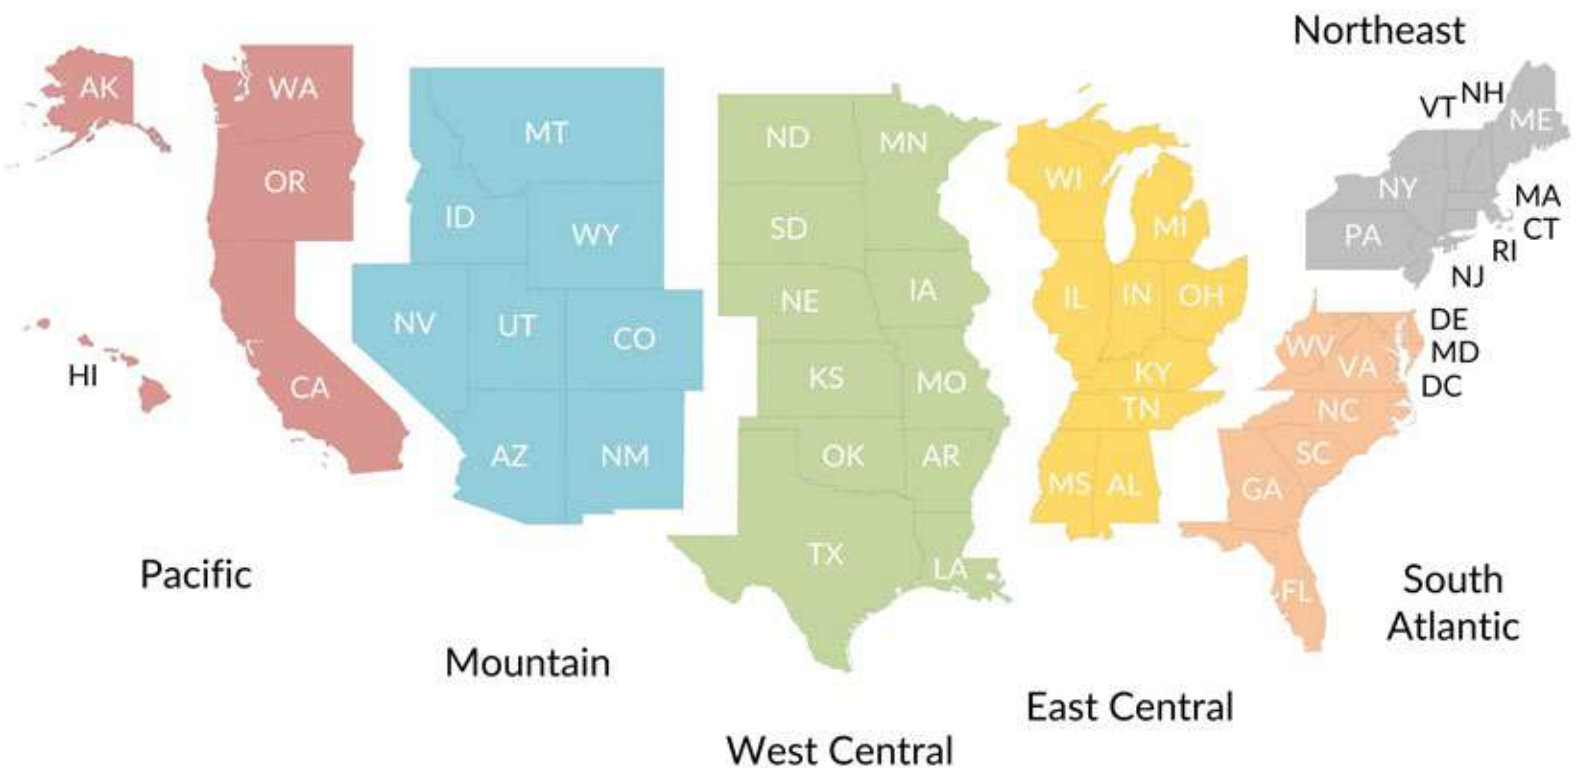 Northeast
AK
WA
OR
CA
HI
Pacific
MT
ID
WY
NV
UT
CO
AZ
NM
Mountain
ND
MN
SD
IA
NE
KS
MO
OK
AR
TX
LA
West Central
WI
MI
IL
IN
OH
KY
TN
MS
AL
East Central
VT
NH
ME
NY
MA
PA
CT
RI
NJ
DE
WV
MD
VA
DC
NC
SC
GA
FL
South
Atlantic